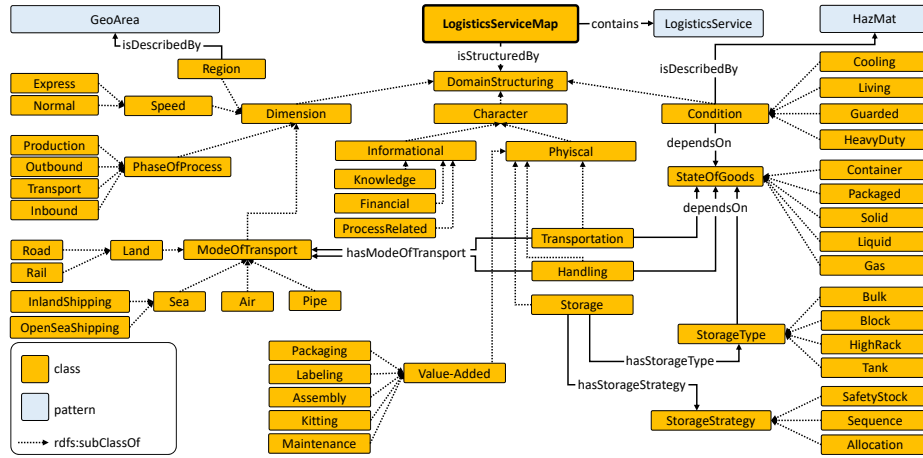 GeoArea
LogisticsServiceMap
contains
LogisticsService
HazMat
isDescribedBy
isStructuredBy
isDescribedBy
Region
DomainStructuring
Cooling
Express
Living
Normal
Speed
Dimension
Character
Condition
Guarded
HeavyDuty
dependsOn
Production
Informational
Phyiscal
Outbound
PhaseOfProcess
Knowledge
StateOfGoods
Container
Transport
Financial
dependsOn
Packaged
Inbound
ProcessRelated
Solid
Road
Land
ModeOfTransport
hasModeOfTransport
Transportation
Liquid
Rail
Handling
Gas
InlandShipping
Sea
Air
Pipe
Storage
Bulk
OpenSeaShipping
StorageType
Block
Packaging
hasStorageType
HighRack
class
Labeling
Value-Added
Tank
hasStorageStrategy
Assembly
SafetyStock
pattern
Kitting
StorageStrategy
Sequence
rdfs:subClassOf
Maintenance
Allocation